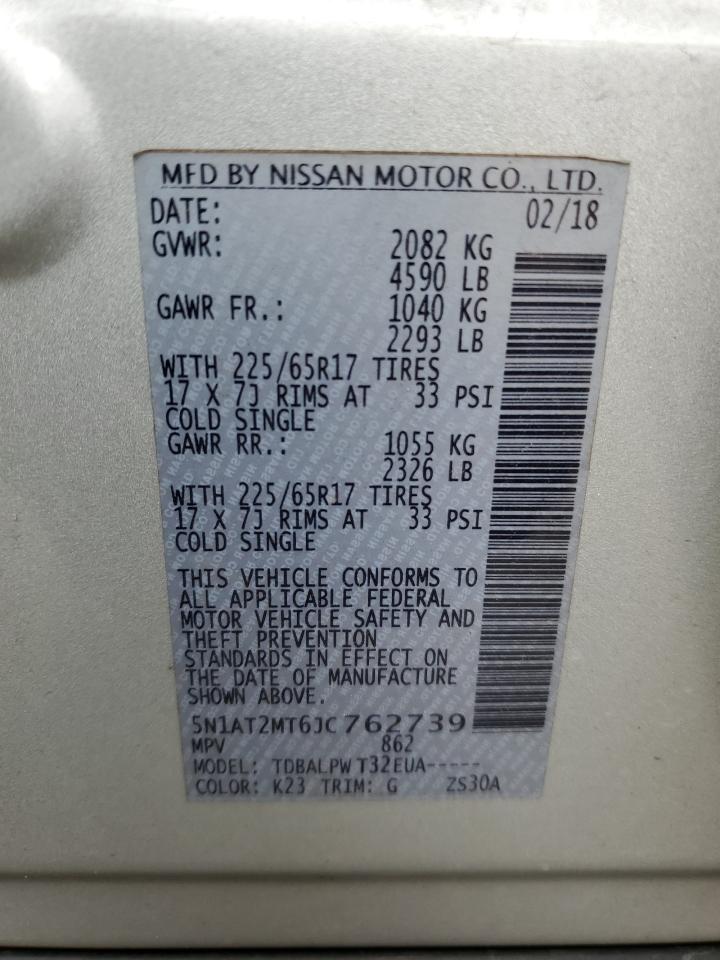 MFD BY NISSAN MOTOR CO., LTD.
DATE: 02/18
GVWR: 2082 KG
4590 LB
GAWR FR.: 1040 KG
2293 LB
WITH 225/65R17 TIRES
17 X 7J RIMS AT 33 PSI
COLD SINGLE
GAWR RR.: 1055 KG
2326 LB
WITH 225/65R17 TIRES
17 X 7J RIMS AT 33 PSI
COLD SINGLE
THIS VEHICLE CONFORMS TO
ALL APPLICABLE FEDERAL
MOTOR VEHICLE SAFETY AND
THEFT PREVENTION
STANDARDS IN EFFECT ON
THE DATE OF MANUFACTURE
SHOWN ABOVE.
5N1AT2MT6JC762739
MPV 862
MODEL: TDBALPW T32EUA-----
COLOR: K23 TRIM: G ZS30A